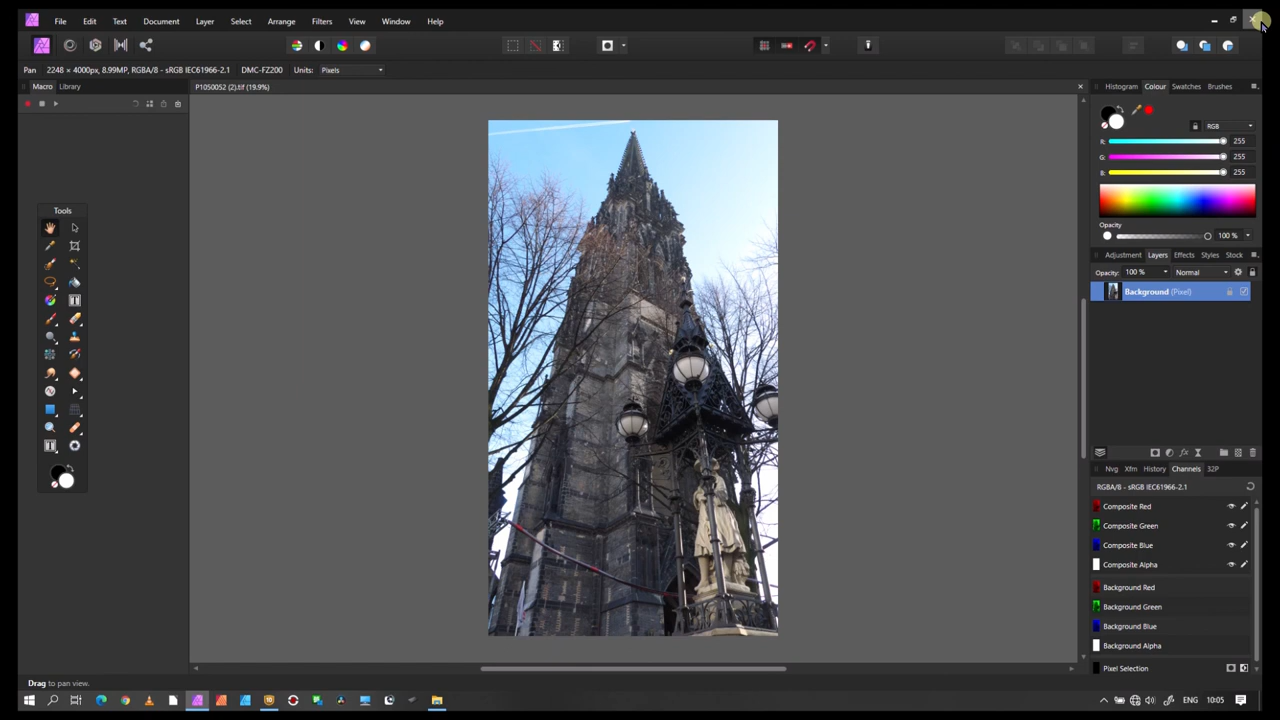 File Edit Text Document Layer Select Arrange Filters View Window Help
Pan 2248 × 4000px, 8.99MP, RGBA/8 - sRGB IEC61966-2.1 DMC-FZ200 Units: Pixels
Macro Library
P1050052 (2).tif (19.9%)
Histogram Colour Swatches Brushes
RGB
R: 255
G: 255
B: 255
Opacity
100 %
Tools
Adjustment Layers Effects Styles Stock
Opacity: 100 % Normal
Background (Pixel)
Nvg Xfm History Channels 32P
RGBA/8 - sRGB IEC61966-2.1
Composite Red
Composite Green
Composite Blue
Composite Alpha
Background Red
Background Green
Background Blue
Background Alpha
Pixel Selection
Drag to pan view.
ENG 10:05